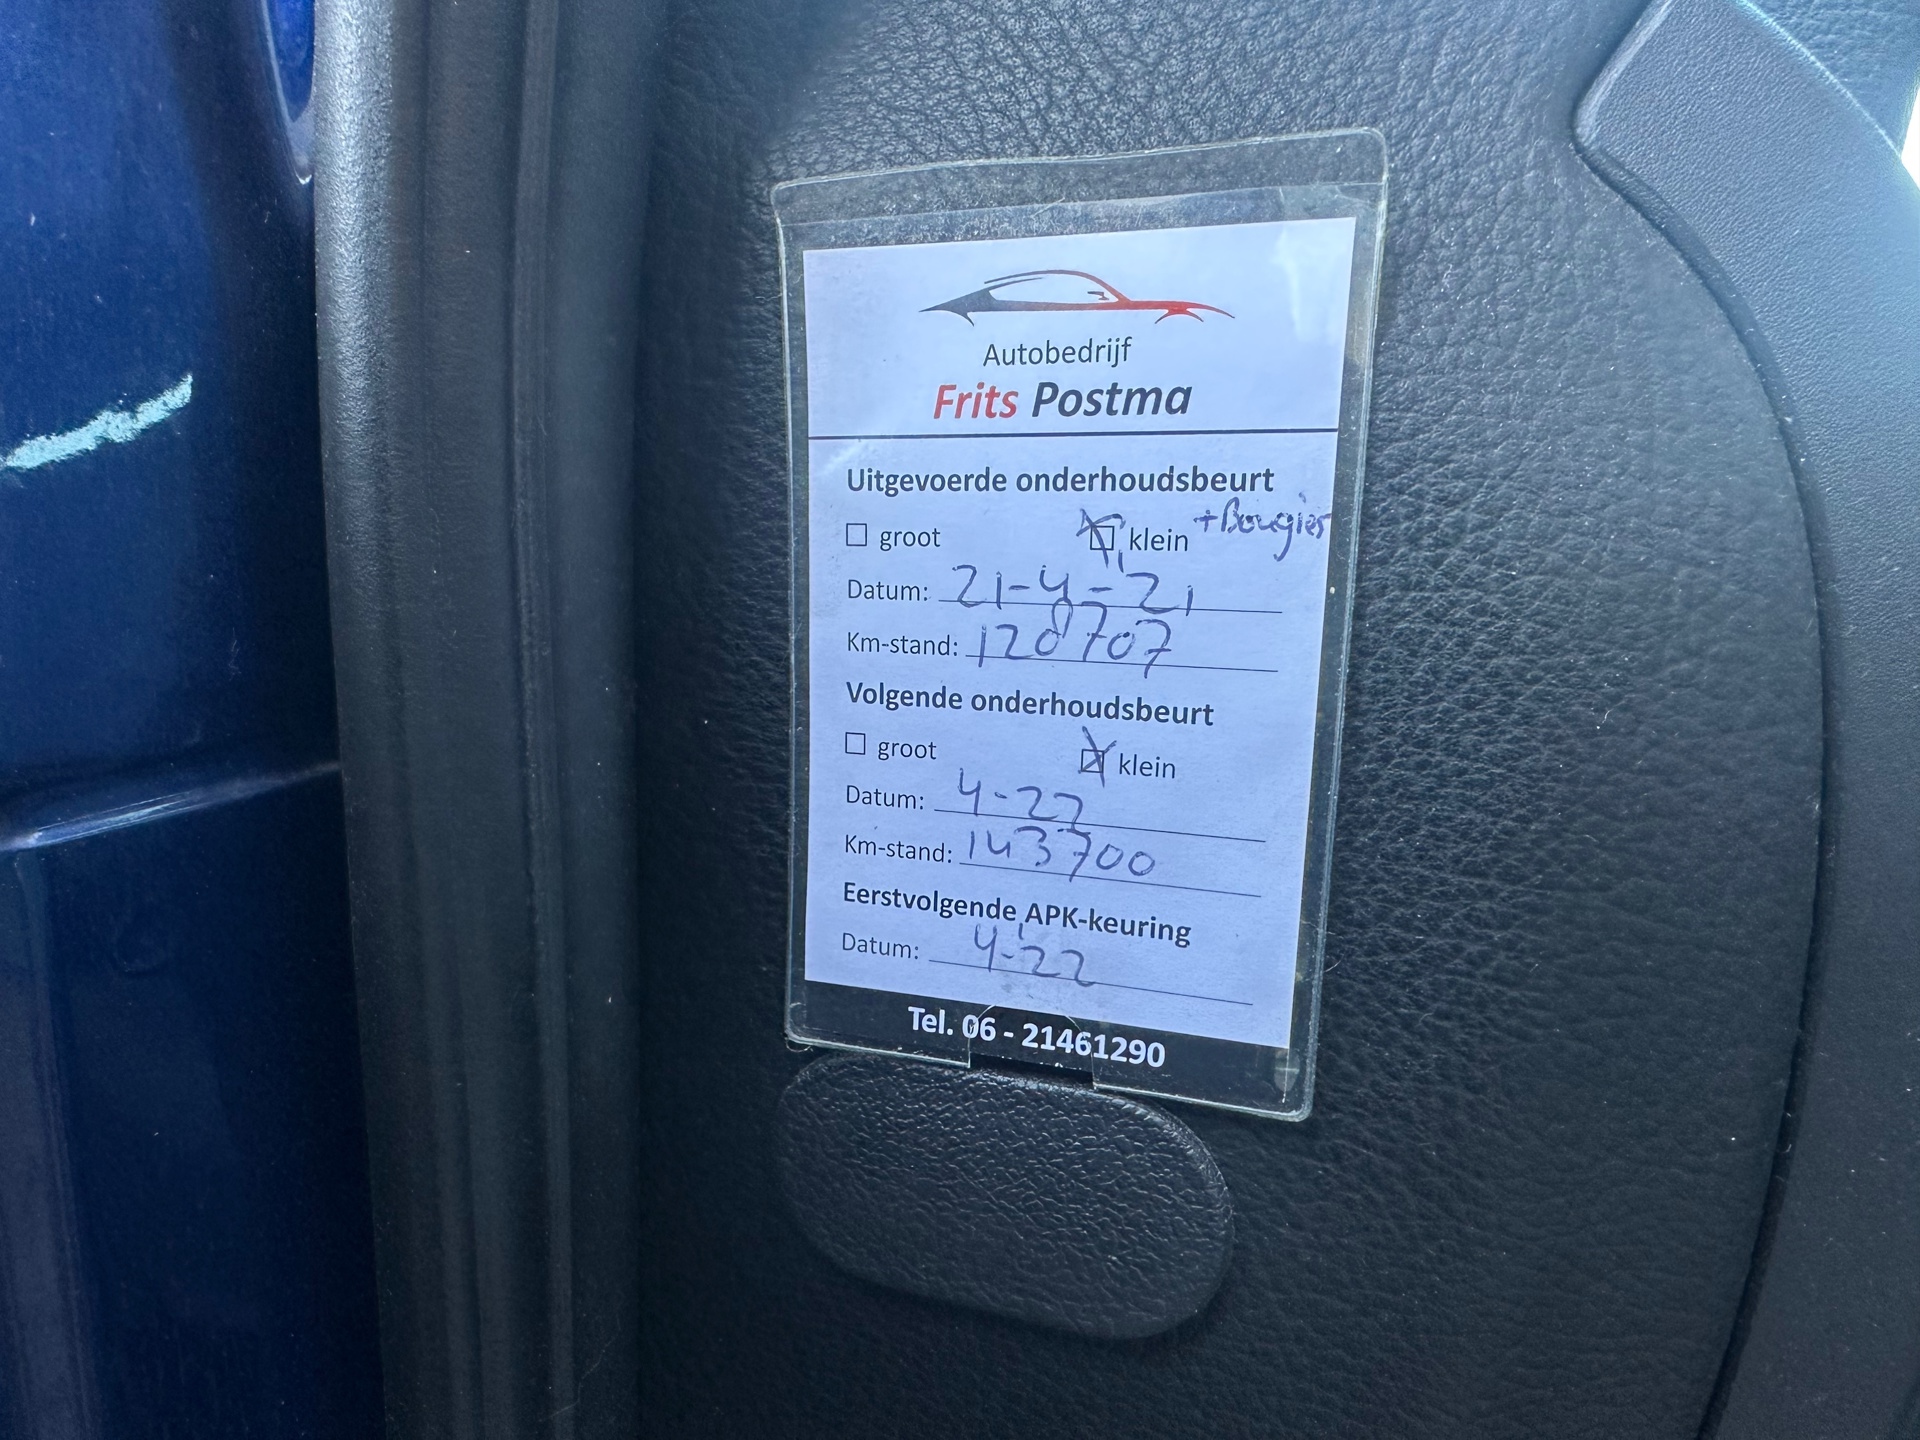 Autobedrijf
Frits Postma
Uitgevoerde onderhoudsbeurt
groot klein +Bougies
Datum: 21-4-21
Km-stand: 128707
Volgende onderhoudsbeurt
groot klein
Datum: 4-22
Km-stand: 143700
Eerstvolgende APK-keuring
Datum: 4-22
Tel. 06 - 21461290